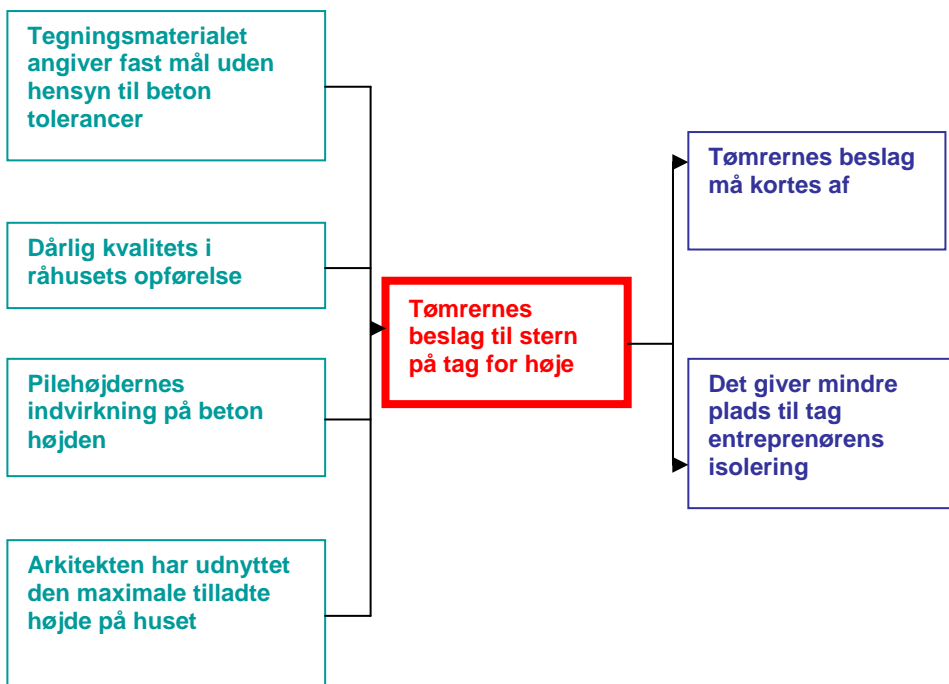 Tegningsmaterialet
angiver fast mål uden
hensyn til beton
tolerancer
Dårlig kvalitets i
råhusets opførelse
Pilehøjdernes
indvirkning på beton
højden
Arkitekten har udnyttet
den maximale tilladte
højde på huset
Tømrernes
beslag til stern
på tag for høje
Tømrernes beslag
må kortes af
Det giver mindre
plads til tag
entreprenørens
isolering